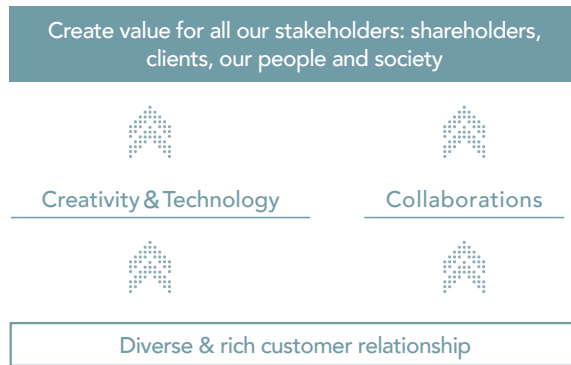 Create value for all our stakeholders: shareholders,
clients, our people and society
Creativity & Technology
Collaborations
Diverse & rich customer relationship